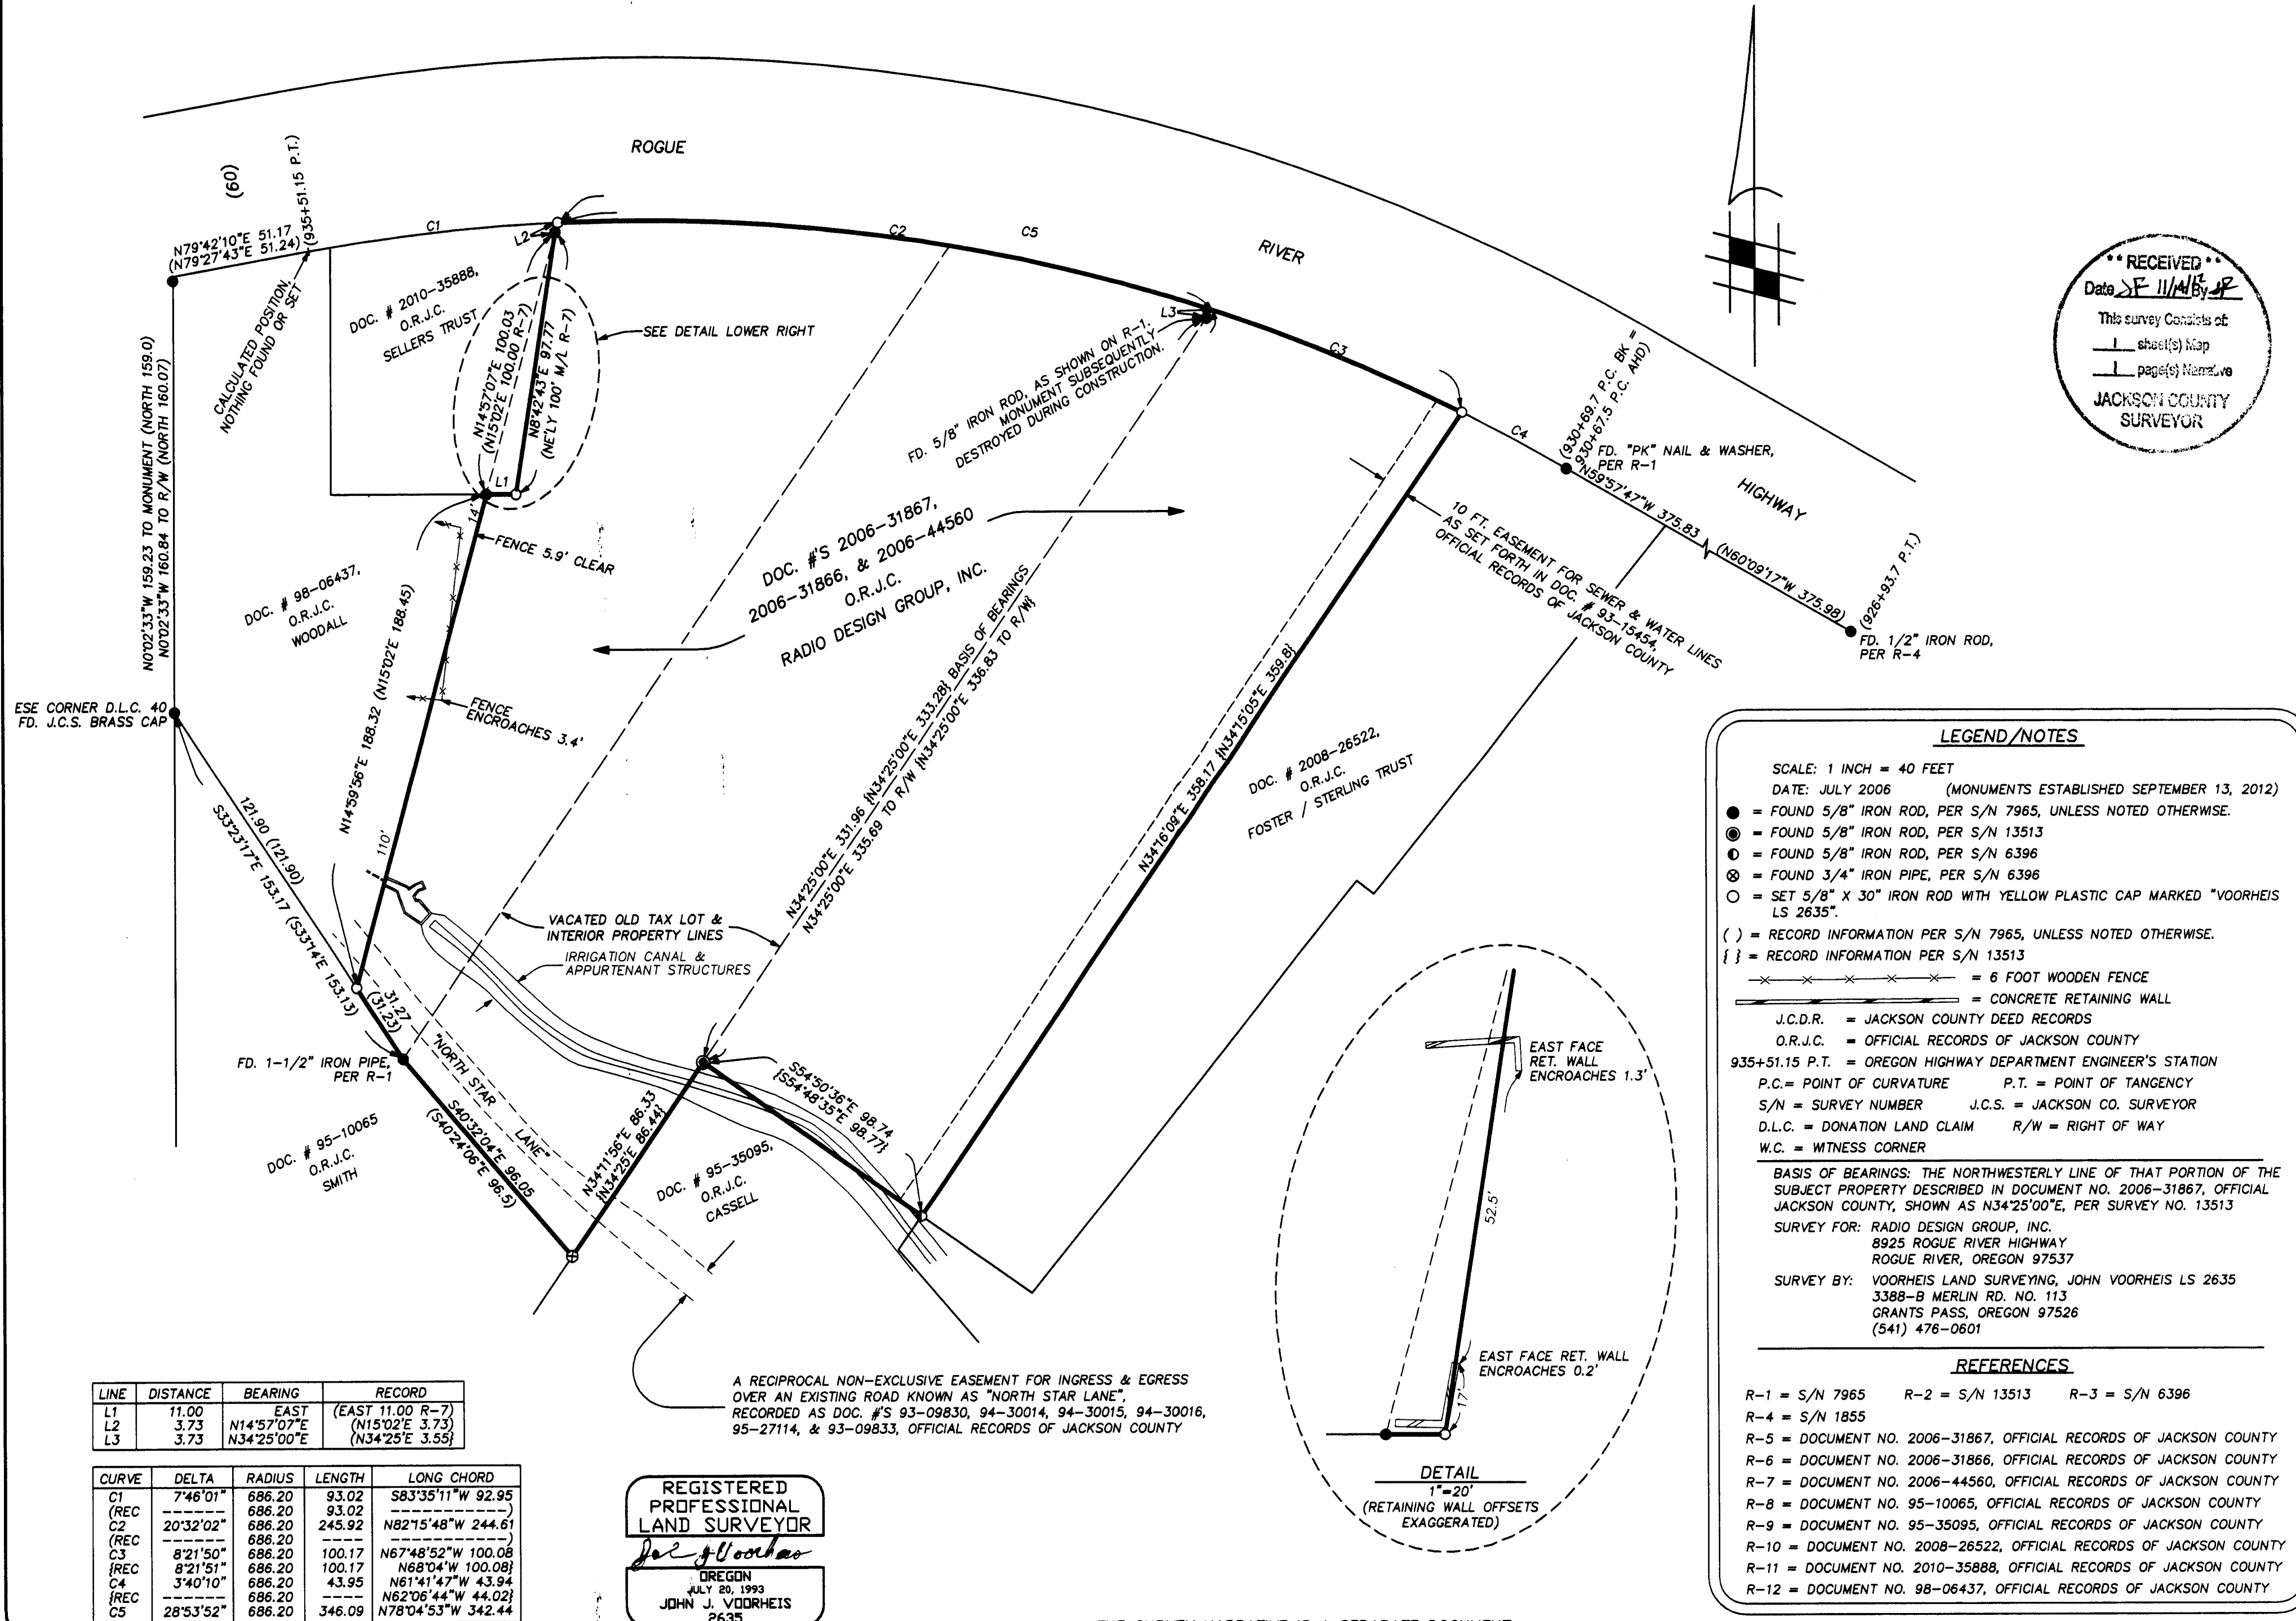 ROGUE
RIVER
HIGHWAY
(60)
N79°42'10"E 51.17
(N79°27'43"E 51.24)
(935+51.15 P.T.)
C1
C2
C5
C3
C4
L2
L3
L1
CALCULATED POSITION,
NOTHING FOUND OR SET
DOC. # 2010-35888,
O.R.J.C.
SELLERS TRUST
N14°57'07"E 100.03
(N15°02'E 100.00 R-7)
N8°42'43"E 97.77
(NE'LY 100' M/L R-7)
SEE DETAIL LOWER RIGHT
FD. 5/8" IRON ROD, AS SHOWN ON R-1.
MONUMENT SUBSEQUENTLY
DESTROYED DURING CONSTRUCTION.
(930+69.7 P.C. BK =
930+67.5 P.C. AHD)
FD. "PK" NAIL & WASHER,
PER R-1
N59°57'47"W 375.83
(N60°09'17"W 375.98)
(926+93.7 P.T.)
FD. 1/2" IRON ROD,
PER R-4
** RECEIVED **
Date JF 11/14/12 By JF
This survey Consists of:
1 sheet(s) Map
1 page(s) Narrative
JACKSON COUNTY
SURVEYOR
N0°02'33"W 159.23 TO MONUMENT (NORTH 159.0)
N0°02'33"W 160.84 TO R/W (NORTH 160.07)
14'
FENCE 5.9' CLEAR
DOC. # 98-06437,
O.R.J.C.
WOODALL
N14°59'56"E 188.32 (N15°02'E 188.45)
FENCE
ENCROACHES 3.4'
110'
DOC. #'S 2006-31867,
2006-31866, & 2006-44560
O.R.J.C.
RADIO DESIGN GROUP, INC.
10 FT. EASEMENT FOR SEWER & WATER LINES
AS SET FORTH IN DOC. # 93-15454,
OFFICIAL RECORDS OF JACKSON COUNTY
ESE CORNER D.L.C. 40
FD. J.C.S. BRASS CAP
121.90 (121.90)
S33°23'17"E 153.17 (S33°14'E 153.13)
31.27
(31.23)
N34°25'00"E 331.96 {N34°25'00"E 333.28} BASIS OF BEARINGS
N34°25'00"E 335.69 TO R/W {N34°25'00"E 336.83 TO R/W}
N34°16'09"E 358.17 {N34°15'05"E 359.8}
DOC. # 2008-26522,
O.R.J.C.
FOSTER / STERLING TRUST
VACATED OLD TAX LOT &
INTERIOR PROPERTY LINES
IRRIGATION CANAL &
APPURTENANT STRUCTURES
FD. 1-1/2" IRON PIPE,
PER R-1
"NORTH STAR
LANE"
S40°32'04"E 96.05
(S40°24'06"E 96.5)
DOC. # 95-10065
O.R.J.C.
SMITH
N34°11'56"E 86.33
{N34°25'E 86.44}
S54°50'36"E 98.74
{S54°48'35"E 98.77}
DOC. # 95-35095,
O.R.J.C.
CASSELL
A RECIPROCAL NON-EXCLUSIVE EASEMENT FOR INGRESS & EGRESS
OVER AN EXISTING ROAD KNOWN AS "NORTH STAR LANE",
RECORDED AS DOC. #'S 93-09830, 94-30014, 94-30015, 94-30016,
95-27114, & 93-09833, OFFICIAL RECORDS OF JACKSON COUNTY
EAST FACE
RET. WALL
ENCROACHES 1.3'
52.5'
EAST FACE RET. WALL
ENCROACHES 0.2'
17'
DETAIL
1"=20'
(RETAINING WALL OFFSETS
EXAGGERATED)
LEGEND/NOTES
SCALE: 1 INCH = 40 FEET
DATE: JULY 2006 (MONUMENTS ESTABLISHED SEPTEMBER 13, 2012)
= FOUND 5/8" IRON ROD, PER S/N 7965, UNLESS NOTED OTHERWISE.
= FOUND 5/8" IRON ROD, PER S/N 13513
= FOUND 5/8" IRON ROD, PER S/N 6396
= FOUND 3/4" IRON PIPE, PER S/N 6396
= SET 5/8" X 30" IRON ROD WITH YELLOW PLASTIC CAP MARKED "VOORHEIS
LS 2635".
( ) = RECORD INFORMATION PER S/N 7965, UNLESS NOTED OTHERWISE.
{ } = RECORD INFORMATION PER S/N 13513
= 6 FOOT WOODEN FENCE
= CONCRETE RETAINING WALL
J.C.D.R. = JACKSON COUNTY DEED RECORDS
O.R.J.C. = OFFICIAL RECORDS OF JACKSON COUNTY
935+51.15 P.T. = OREGON HIGHWAY DEPARTMENT ENGINEER'S STATION
P.C.= POINT OF CURVATURE P.T. = POINT OF TANGENCY
S/N = SURVEY NUMBER J.C.S. = JACKSON CO. SURVEYOR
D.L.C. = DONATION LAND CLAIM R/W = RIGHT OF WAY
W.C. = WITNESS CORNER
BASIS OF BEARINGS: THE NORTHWESTERLY LINE OF THAT PORTION OF THE
SUBJECT PROPERTY DESCRIBED IN DOCUMENT NO. 2006-31867, OFFICIAL
JACKSON COUNTY, SHOWN AS N34°25'00"E, PER SURVEY NO. 13513
SURVEY FOR: RADIO DESIGN GROUP, INC.
8925 ROGUE RIVER HIGHWAY
ROGUE RIVER, OREGON 97537
SURVEY BY: VOORHEIS LAND SURVEYING, JOHN VOORHEIS LS 2635
3388-B MERLIN RD. NO. 113
GRANTS PASS, OREGON 97526
(541) 476-0601
REFERENCES
R-1 = S/N 7965 R-2 = S/N 13513 R-3 = S/N 6396
R-4 = S/N 1855
R-5 = DOCUMENT NO. 2006-31867, OFFICIAL RECORDS OF JACKSON COUNTY
R-6 = DOCUMENT NO. 2006-31866, OFFICIAL RECORDS OF JACKSON COUNTY
R-7 = DOCUMENT NO. 2006-44560, OFFICIAL RECORDS OF JACKSON COUNTY
R-8 = DOCUMENT NO. 95-10065, OFFICIAL RECORDS OF JACKSON COUNTY
R-9 = DOCUMENT NO. 95-35095, OFFICIAL RECORDS OF JACKSON COUNTY
R-10 = DOCUMENT NO. 2008-26522, OFFICIAL RECORDS OF JACKSON COUNTY
R-11 = DOCUMENT NO. 2010-35888, OFFICIAL RECORDS OF JACKSON COUNTY
R-12 = DOCUMENT NO. 98-06437, OFFICIAL RECORDS OF JACKSON COUNTY
LINE DISTANCE BEARING RECORD
L1 11.00 EAST (EAST 11.00 R-7)
L2 3.73 N14°57'07"E (N15°02'E 3.73)
L3 3.73 N34°25'00"E (N34°25'E 3.55}
CURVE DELTA RADIUS LENGTH LONG CHORD
C1 7°46'01" 686.20 93.02 S83°35'11"W 92.95
(REC ------ 686.20 93.02 ------------)
C2 20°32'02" 686.20 245.92 N82°15'48"W 244.61
(REC ------ 686.20 ---- ------------)
C3 8°21'50" 686.20 100.17 N67°48'52"W 100.08
{REC 8°21'51" 686.20 100.17 N68°04'W 100.08}
C4 3°40'10" 686.20 43.95 N61°41'47"W 43.94
{REC ------ 686.20 ---- N62°06'44"W 44.02}
C5 28°53'52" 686.20 346.09 N78°04'53"W 342.44
REGISTERED
PROFESSIONAL
LAND SURVEYOR
OREGON
JULY 20, 1993
JOHN J. VOORHEIS
2635
THE SURVEY NARRATIVE IS A SEPARATE DOCUMENT